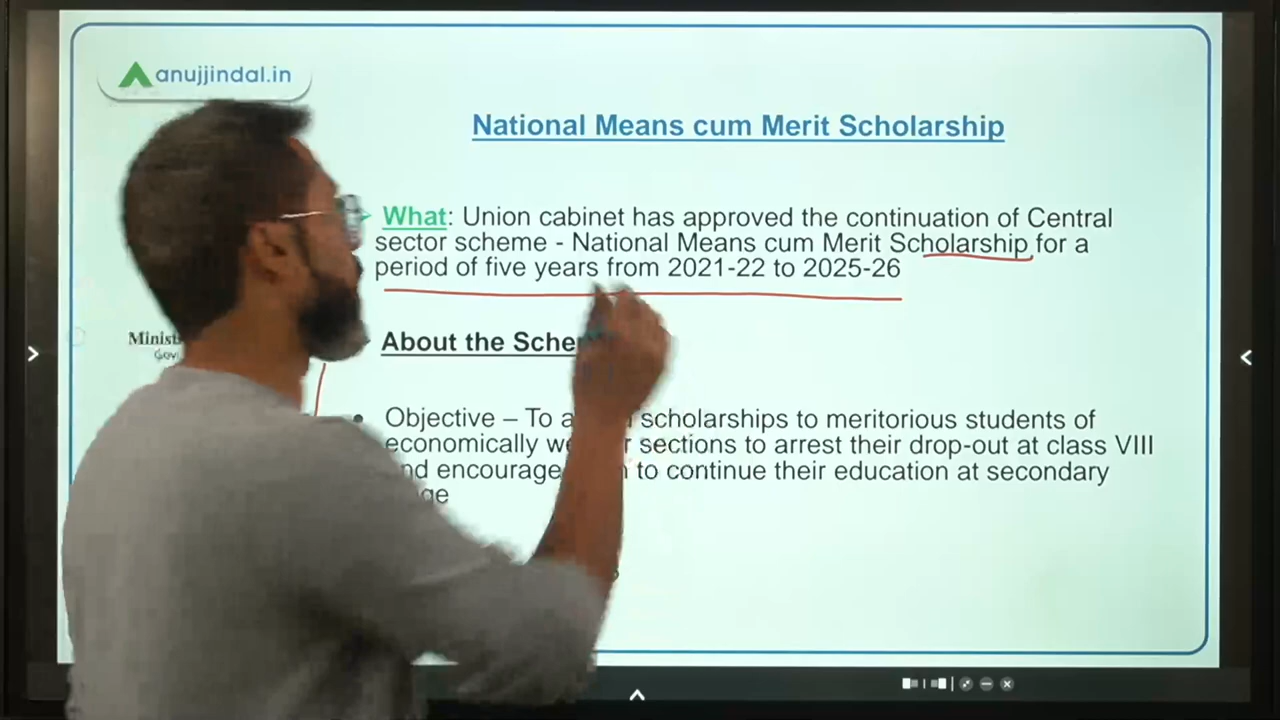 anujjindal.in
National Means cum Merit Scholarship
What: Union cabinet has approved the continuation of Central
sector scheme - National Means cum Merit Scholarship for a
period of five years from 2021-22 to 2025-26
About the
Objective – To scholarships to meritorious students of
economically sections to arrest their drop-out at class VIII
encourage to continue their education at secondary